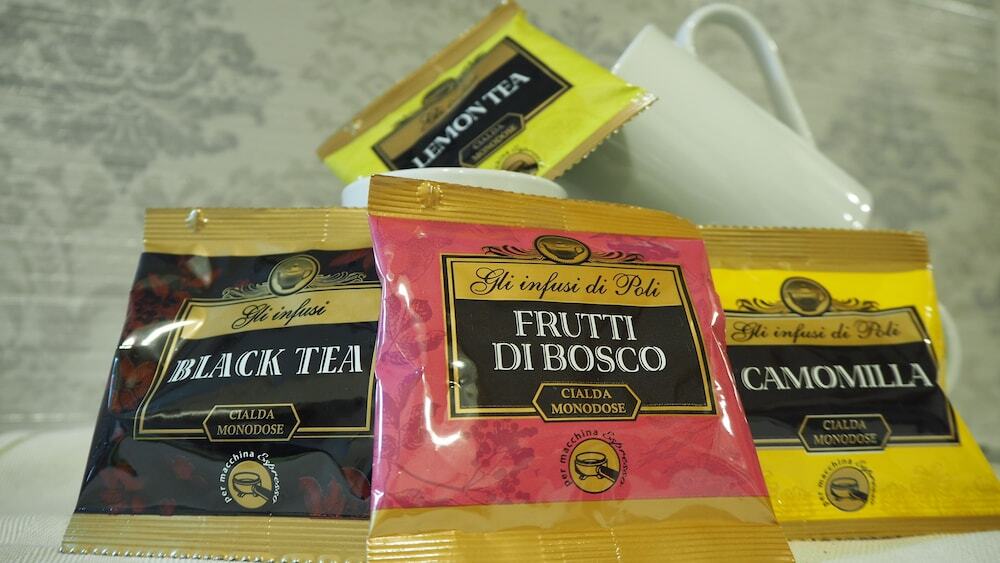 LEMON TEA
CIALDA
MONODOSE
Gli infusi
BLACK TEA
CIALDA
MONODOSE
per macchina Espresso
Gli infusi di Poli
FRUTTI
DI BOSCO
CIALDA
MONODOSE
per macchina Espresso
Gli infusi di Poli
CAMOMILLA
CIALDA
MONODOSE
per macchina Espresso